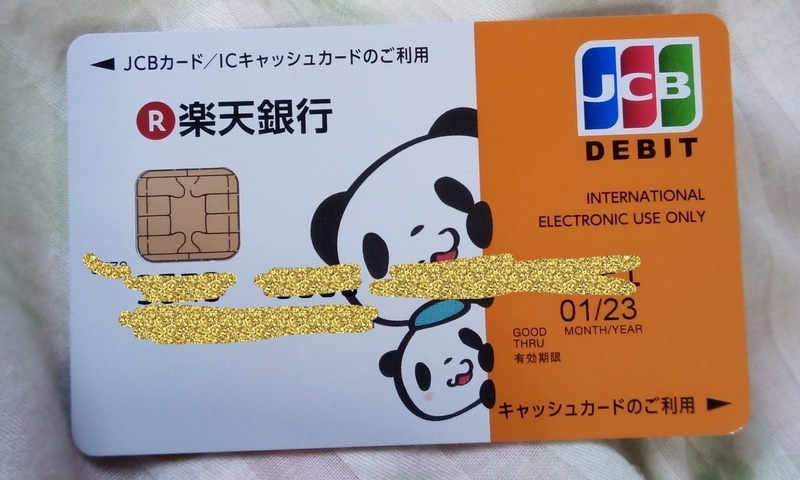 JCBカード/ICキャッシュカードのご利用
R楽天銀行
JCB
DEBIT
INTERNATIONAL
ELECTRONIC USE ONLY
01/23
GOOD THRU
MONTH/YEAR
有効期限
キャッシュカードのご利用